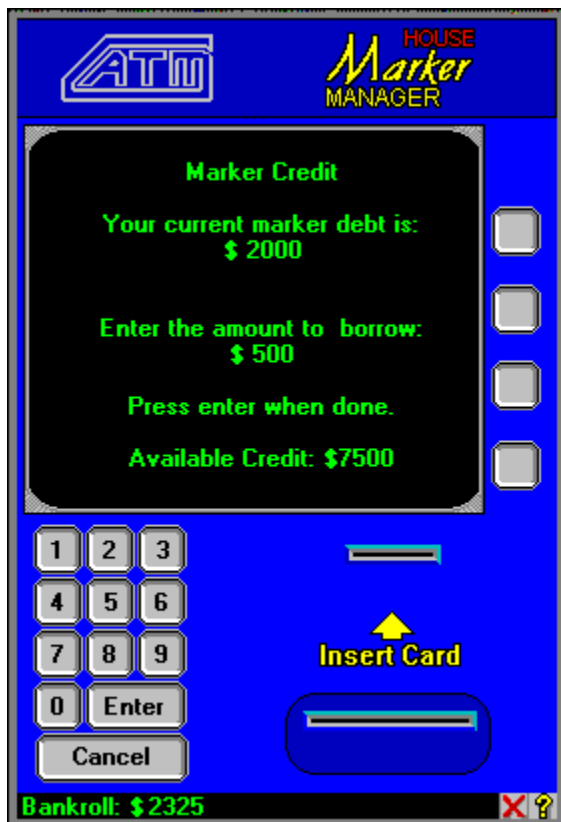 ATM
HOUSE
Marker
MANAGER
Marker Credit
Your current marker debt is:
$ 2000
Enter the amount to borrow:
$ 500
Press enter when done.
Available Credit: $7500
1 2 3
4 5 6
7 8 9
0 Enter
Cancel
Insert Card
Bankroll: $ 2325
?